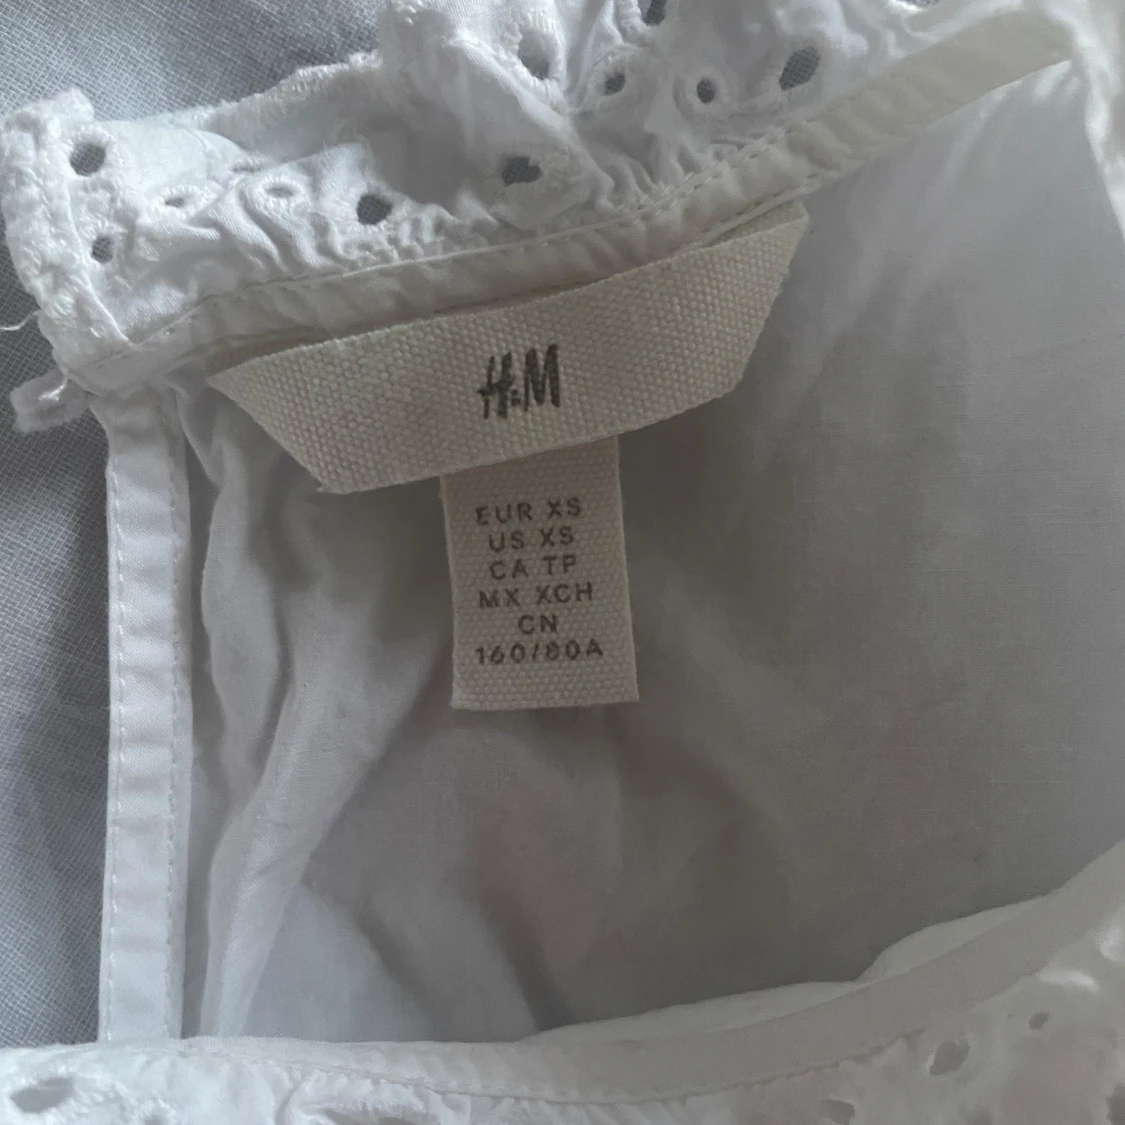 H&M
EUR XS
US XS
CA TP
MX XCH
CN
160/80A